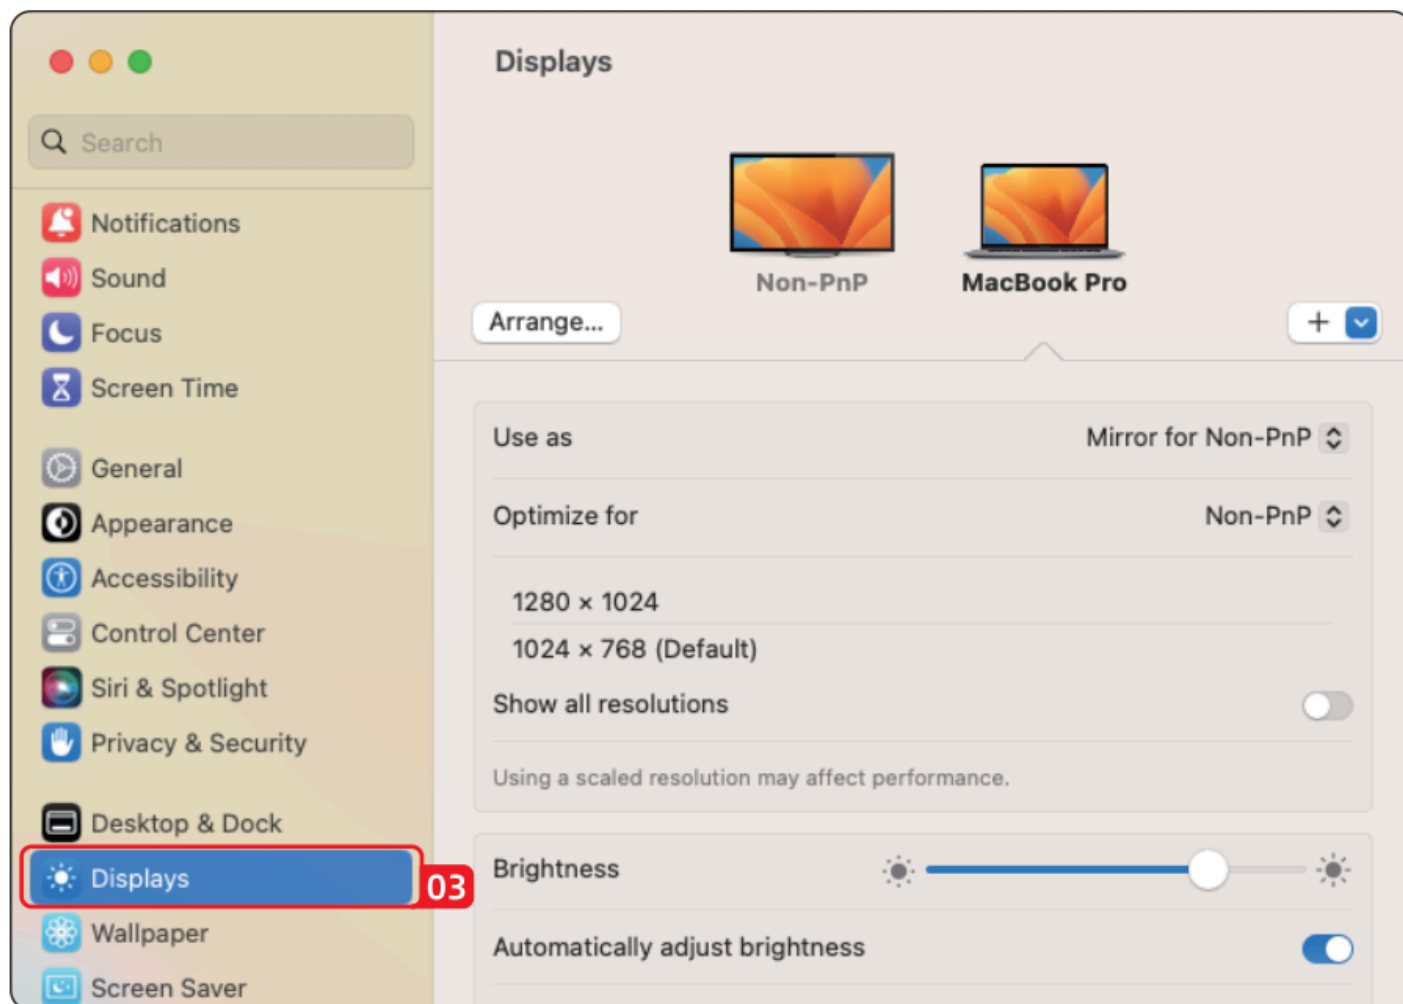 Displays
Search
Notifications
Sound
Focus
Screen Time
General
Appearance
Accessibility
Control Center
Siri & Spotlight
Privacy & Security
Desktop & Dock
Displays
03
Wallpaper
Screen Saver
Non-PnP
MacBook Pro
Arrange...
+
Use as
Mirror for Non-PnP
Optimize for
Non-PnP
1280 × 1024
1024 × 768 (Default)
Show all resolutions
Using a scaled resolution may affect performance.
Brightness
Automatically adjust brightness